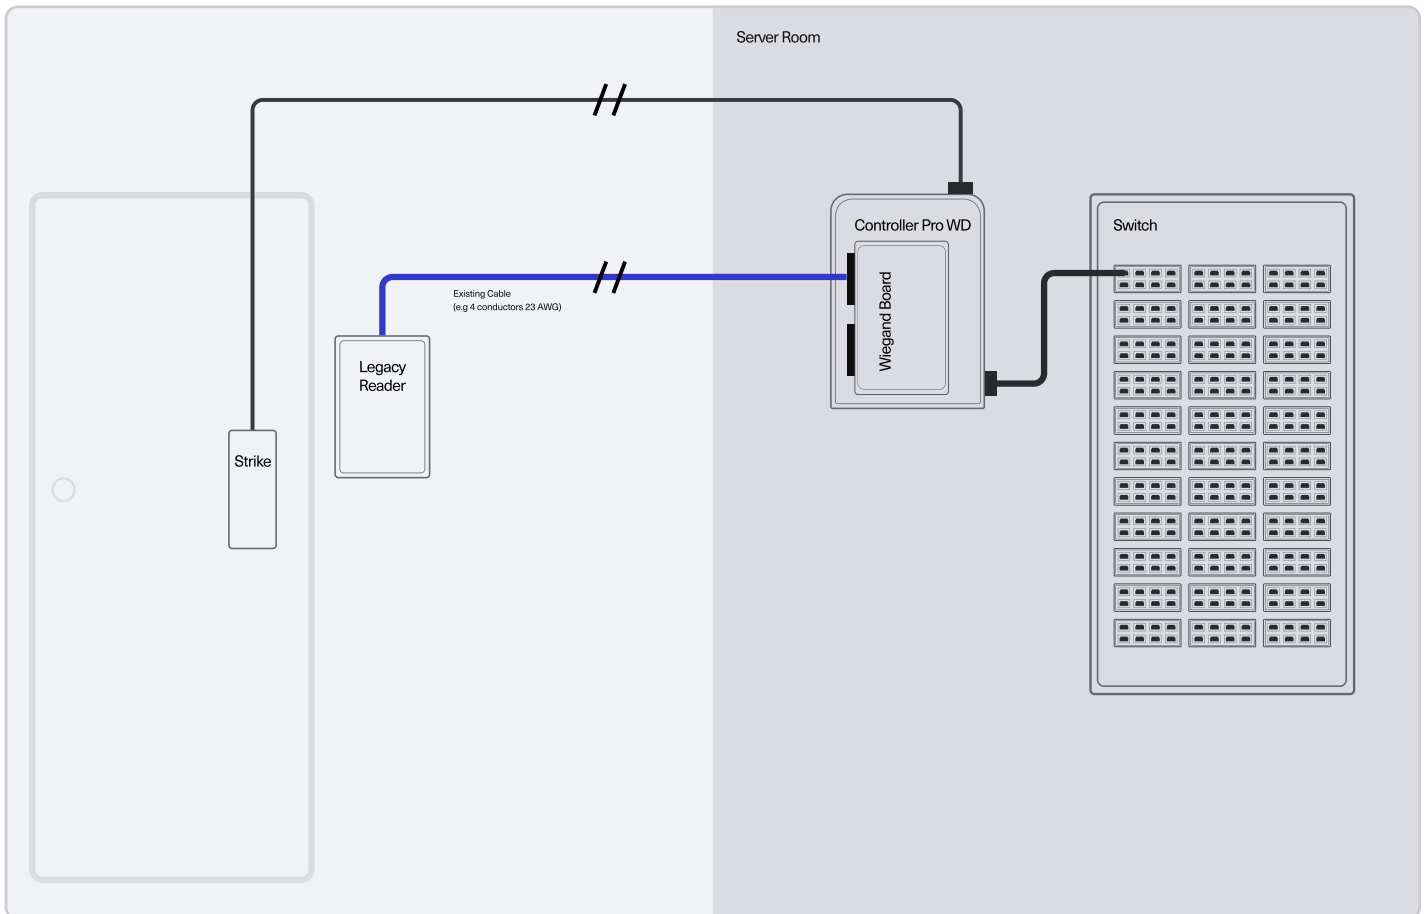 Server Room
Controller Pro WD
Switch
Wiegand Board
Existing Cable
(e.g 4 conductors 23 AWG)
Legacy
Reader
Strike